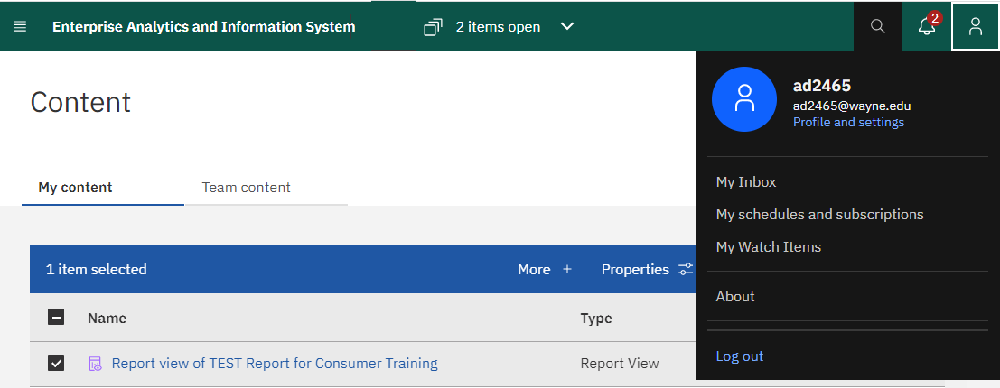 Enterprise Analytics and Information System
2 items open
2
Content
My content
Team content
1 item selected
More
Properties
Name
Type
Report view of TEST Report for Consumer Training
Report View
ad2465
ad2465@wayne.edu
Profile and settings
My Inbox
My schedules and subscriptions
My Watch Items
About
Log out